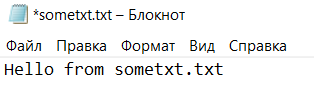 *sometxt.txt – Блокнот
Файл Правка Формат Вид Справка
Hello from sometxt.txt